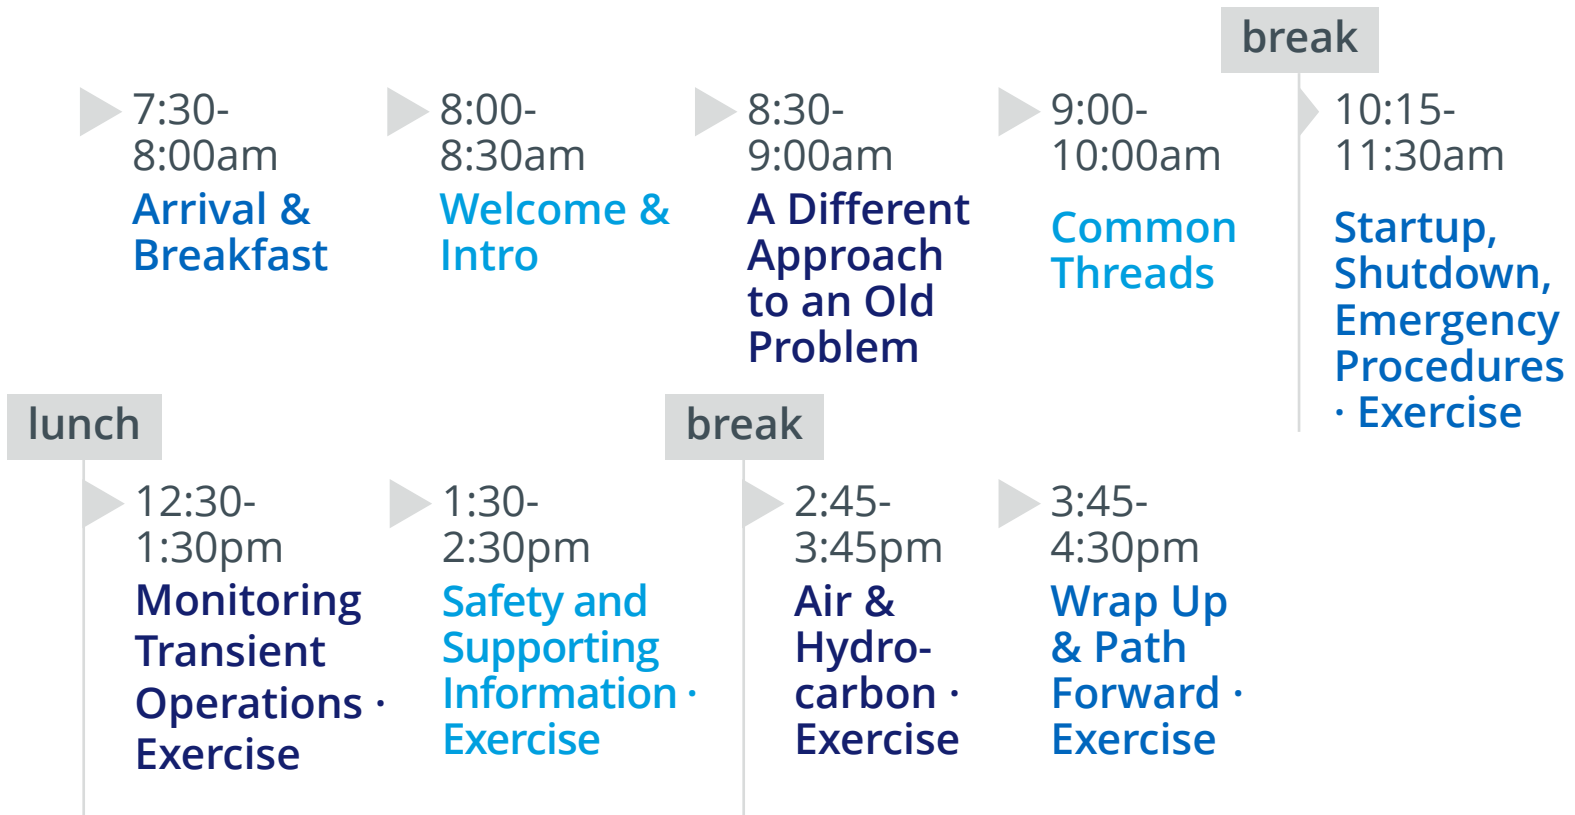 7:30-
8:00am
Arrival &
Breakfast
8:00-
8:30am
Welcome &
Intro
8:30-
9:00am
A Different
Approach
to an Old
Problem
9:00-
10:00am
Common
Threads
break
10:15-
11:30am
Startup,
Shutdown,
Emergency
Procedures
· Exercise
lunch
12:30-
1:30pm
Monitoring
Transient
Operations ·
Exercise
1:30-
2:30pm
Safety and
Supporting
Information ·
Exercise
break
2:45-
3:45pm
Air &
Hydro-
carbon ·
Exercise
3:45-
4:30pm
Wrap Up
& Path
Forward ·
Exercise